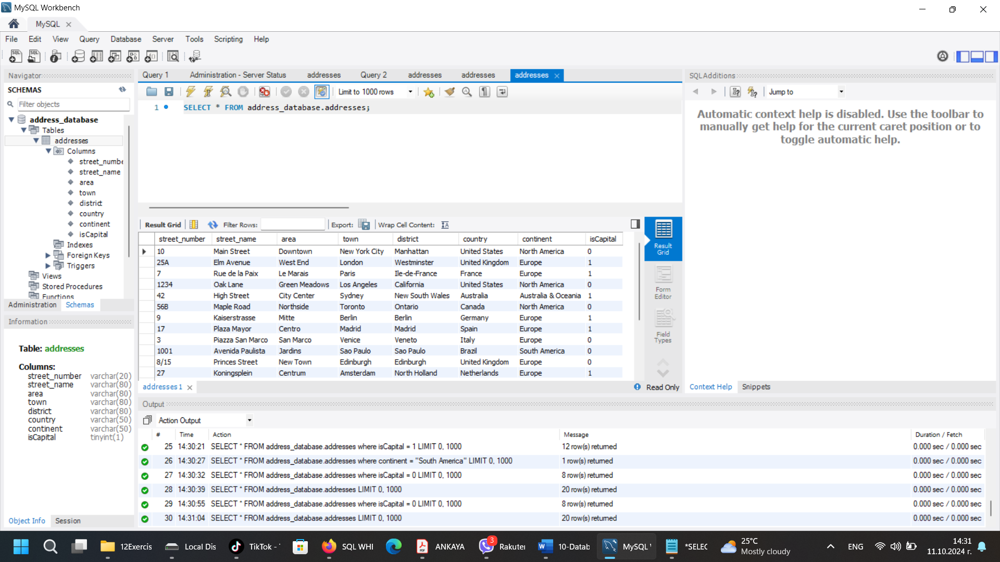 MySQL Workbench
MySQL
File Edit View Query Database Server Tools Scripting Help
Navigator
SCHEMAS
Filter objects
address_database
Tables
addresses
Columns
street_numbe
street_name
area
town
district
country
continent
isCapital
Indexes
Foreign Keys
Triggers
Views
Stored Procedures
Functions
Administration Schemas
Information
Table: addresses
Columns:
street_number varchar(20)
street_name varchar(80)
area varchar(80)
town varchar(80)
district varchar(80)
country varchar(50)
continent varchar(50)
isCapital tinyint(1)
Object Info Session
Query 1 Administration - Server Status addresses Query 2 addresses addresses addresses
Limit to 1000 rows
1 SELECT * FROM address_database.addresses;
Result Grid Filter Rows: Export: Wrap Cell Content:
street_number street_name area town district country continent isCapital
10 Main Street Downtown New York City Manhattan United States North America 0
25A Elm Avenue West End London Westminster United Kingdom Europe 1
7 Rue de la Paix Le Marais Paris Ile-de-France France Europe 1
1234 Oak Lane Green Meadows Los Angeles California United States North America 0
42 High Street City Center Sydney New South Wales Australia Australia & Oceania 1
56B Maple Road Northside Toronto Ontario Canada North America 0
9 Kaiserstrasse Mitte Berlin Berlin Germany Europe 1
17 Plaza Mayor Centro Madrid Madrid Spain Europe 1
3 Piazza San Marco San Marco Venice Veneto Italy Europe 0
1001 Avenida Paulista Jardins Sao Paulo Sao Paulo Brazil South America 0
8/15 Princes Street New Town Edinburgh Edinburgh United Kingdom Europe 0
27 Koningsplein Centrum Amsterdam North Holland Netherlands Europe 1
Result
Grid
Form
Editor
Field
Types
addresses 1
Read Only
SQLAdditions
Jump to
Automatic context help is disabled. Use the toolbar to
manually get help for the current caret position or to
toggle automatic help.
Context Help Snippets
Output
Action Output
# Time Action Message Duration / Fetch
25 14:30:21 SELECT * FROM address_database.addresses where isCapital = 1 LIMIT 0, 1000 12 row(s) returned 0.000 sec / 0.000 sec
26 14:30:27 SELECT * FROM address_database.addresses where continent = "South America" LIMIT 0, 1000 1 row(s) returned 0.000 sec / 0.000 sec
27 14:30:32 SELECT * FROM address_database.addresses where isCapital = 0 LIMIT 0, 1000 8 row(s) returned 0.000 sec / 0.000 sec
28 14:30:39 SELECT * FROM address_database.addresses LIMIT 0, 1000 20 row(s) returned 0.000 sec / 0.000 sec
29 14:30:55 SELECT * FROM address_database.addresses where isCapital = 0 LIMIT 0, 1000 8 row(s) returned 0.000 sec / 0.000 sec
30 14:31:04 SELECT * FROM address_database.addresses LIMIT 0, 1000 20 row(s) returned 0.000 sec / 0.000 sec
12Exercis Local Dis TikTok - SQL WHI ANKAYA 3 Rakuter 10-Datab MySQL *SELEC
25°C
Mostly cloudy
ENG
14:31
11.10.2024 г.